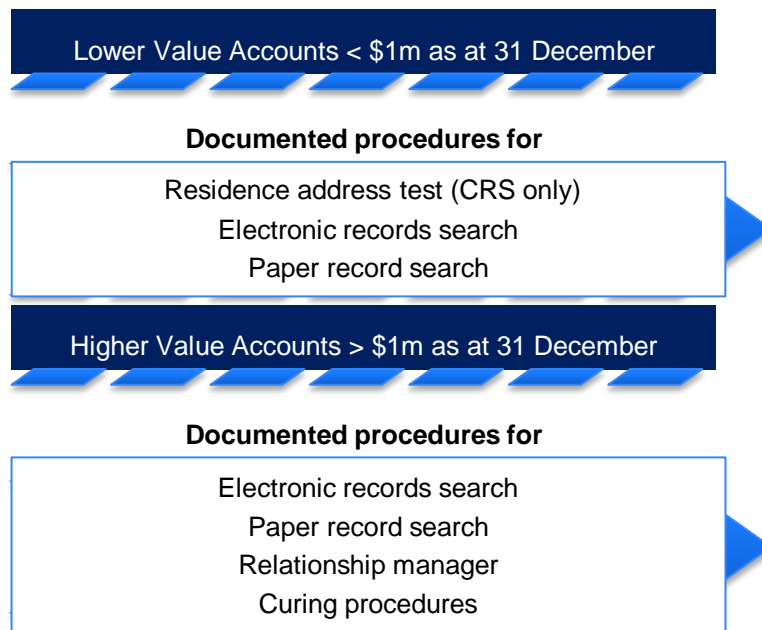 Lower Value Accounts < $1m as at 31 December
Documented procedures for
Residence address test (CRS only)
Electronic records search
Paper record search
Higher Value Accounts > $1m as at 31 December
Documented procedures for
Electronic records search
Paper record search
Relationship manager
Curing procedures